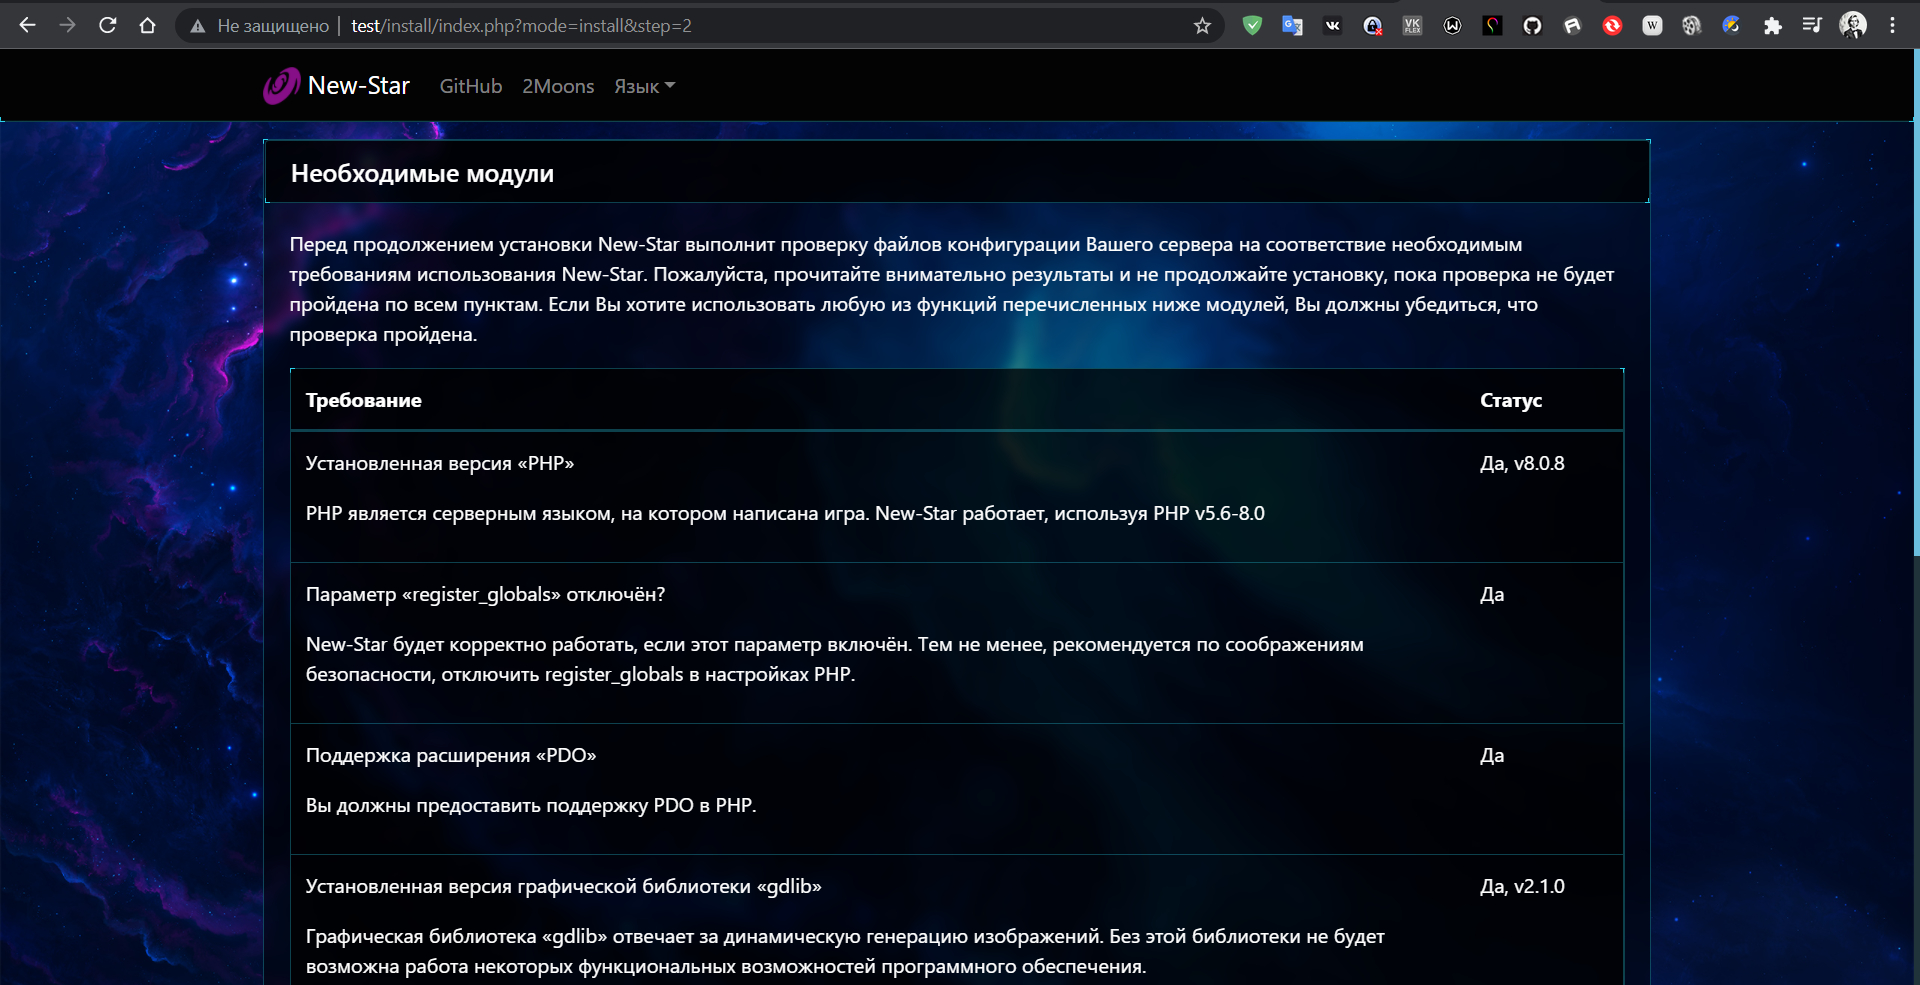 Не защищено | test/install/index.php?mode=install&step=2
New-Star GitHub 2Moons Язык
Необходимые модули
Перед продолжением установки New-Star выполнит проверку файлов конфигурации Вашего сервера на соответствие необходимым
требованиям использования New-Star. Пожалуйста, прочитайте внимательно результаты и не продолжайте установку, пока проверка не будет
пройдена по всем пунктам. Если Вы хотите использовать любую из функций перечисленных ниже модулей, Вы должны убедиться, что
проверка пройдена.
Требование Статус
Установленная версия «PHP» Да, v8.0.8
PHP является серверным языком, на котором написана игра. New-Star работает, используя PHP v5.6-8.0
Параметр «register_globals» отключён? Да
New-Star будет корректно работать, если этот параметр включён. Тем не менее, рекомендуется по соображениям
безопасности, отключить register_globals в настройках PHP.
Поддержка расширения «PDO» Да
Вы должны предоставить поддержку PDO в PHP.
Установленная версия графической библиотеки «gdlib» Да, v2.1.0
Графическая библиотека «gdlib» отвечает за динамическую генерацию изображений. Без этой библиотеки не будет
возможна работа некоторых функциональных возможностей программного обеспечения.